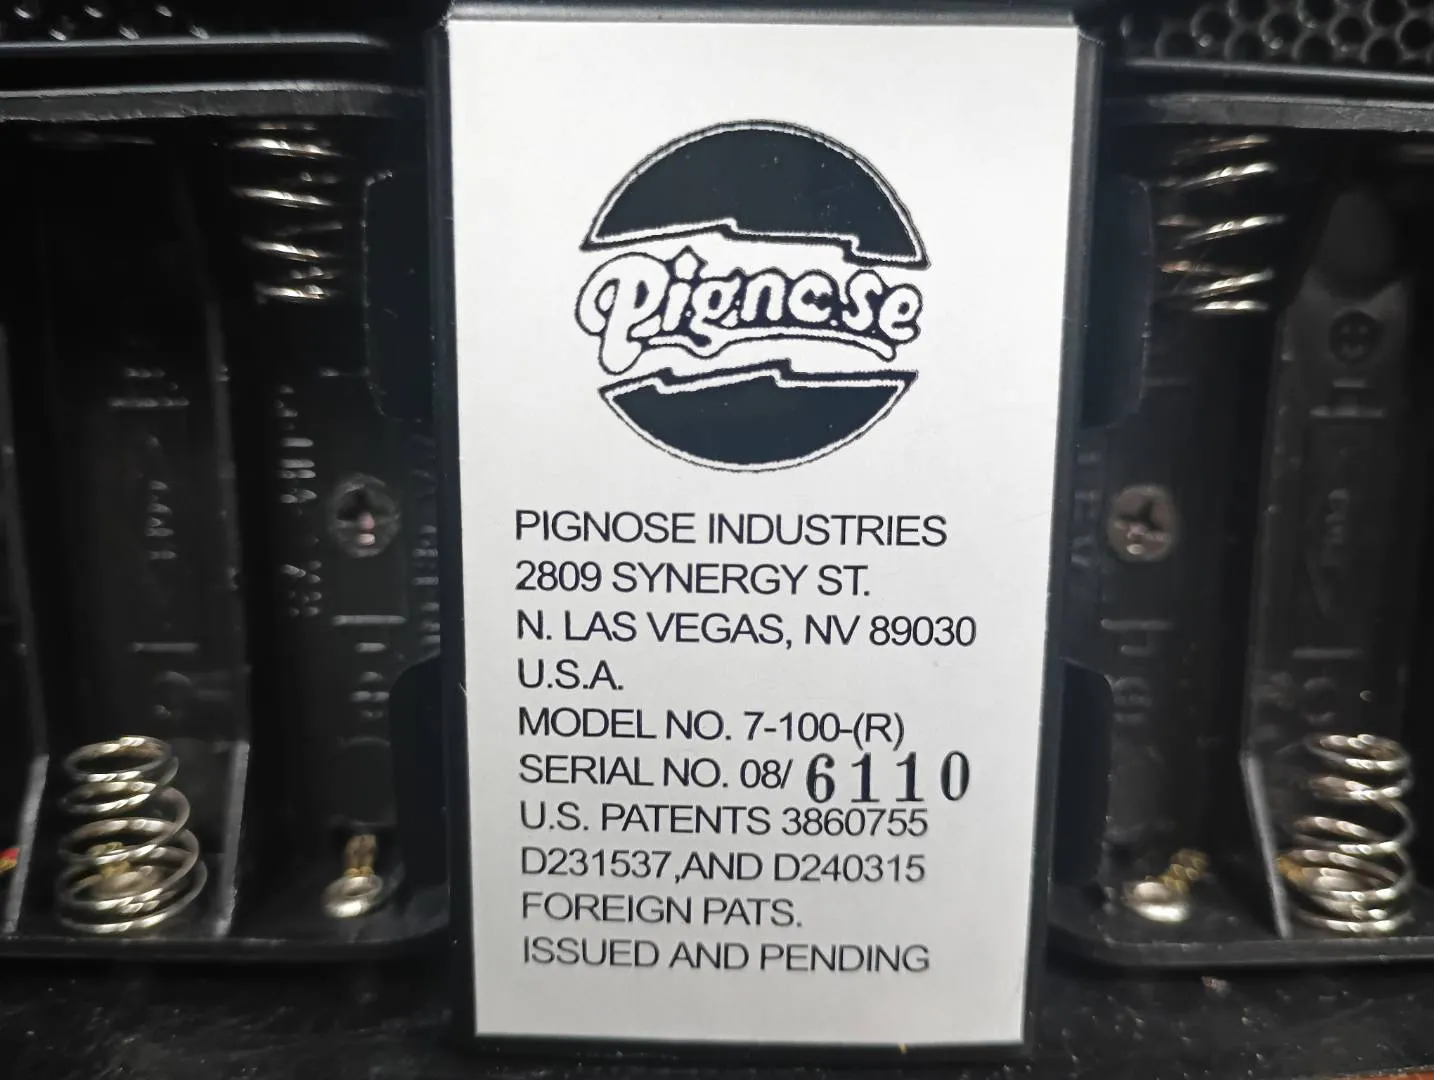 Pignose
PIGNOSE INDUSTRIES
2809 SYNERGY ST.
N. LAS VEGAS, NV 89030
U.S.A.
MODEL NO. 7-100-(R)
SERIAL NO. 08/ 6110
U.S. PATENTS 3860755
D231537,AND D240315
FOREIGN PATS.
ISSUED AND PENDING